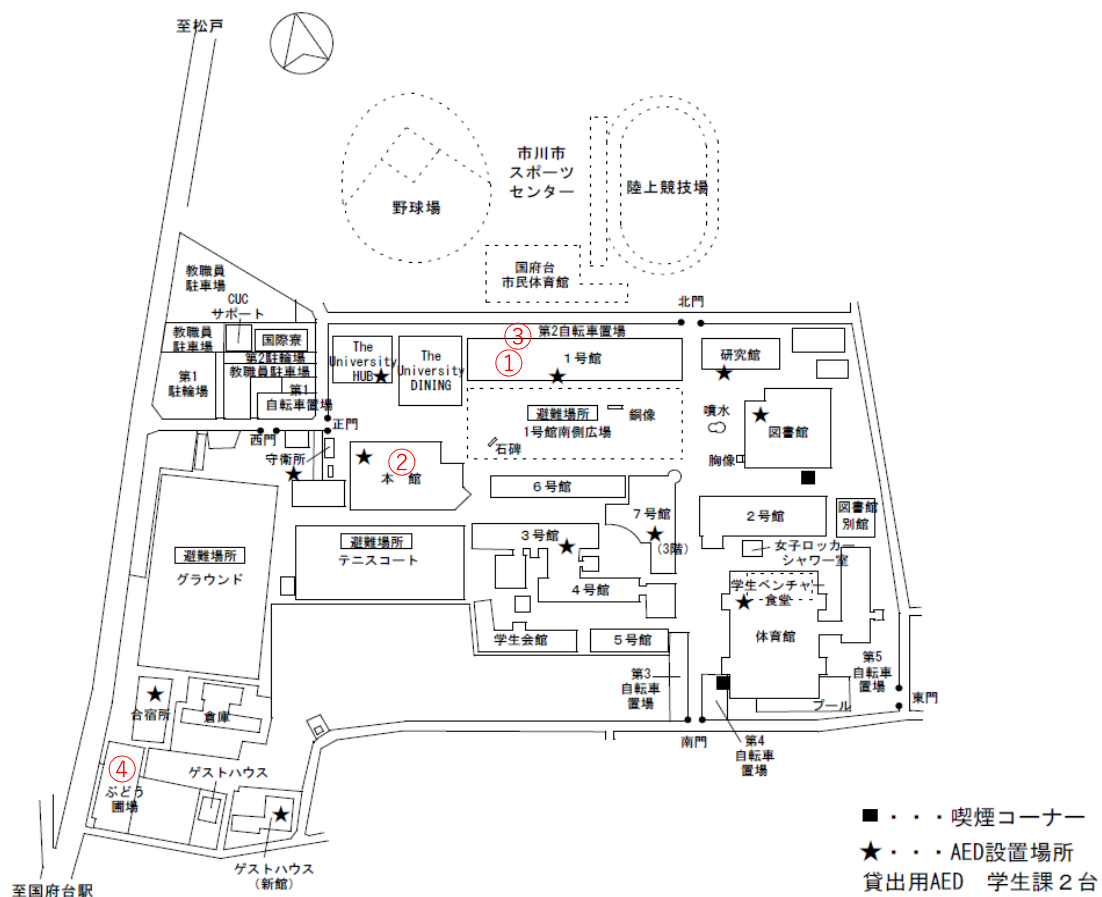 至松戸
市川市
スポーツ
センター
野球場
陸上競技場
国府台
市民体育館
教職員
駐車場
CUC
サポート
北門
教職員
駐車場
国際寮
第2駐輪場
教職員駐車場
第1
駐輪場
第1
自転車置場
The
University
HUB
★
The
University
DINING
③
第2自転車置場
①
1号館
★
研究館
★
避難場所
銅像
1号館南側広場
石碑
噴水
★
図書館
胸像
■
正門
西門
守衛所
★
★
②
本 館
6号館
7号館
★
(3階)
2号館
図書館
別館
避難場所
グラウンド
避難場所
テニスコート
3号館
★
4号館
女子ロッカー
シャワー室
学生ベンチャー
食堂
★
体育館
学生会館
5号館
第3
自転車
置場
第5
自転車
置場
■
プール
東門
南門
第4
自転車
置場
★
合宿所
倉庫
④
ぶどう
圃場
ゲストハウス
★
ゲストハウス
(新館)
至国府台駅
■・・・喫煙コーナー
★・・・AED設置場所
貸出用AED 学生課2台